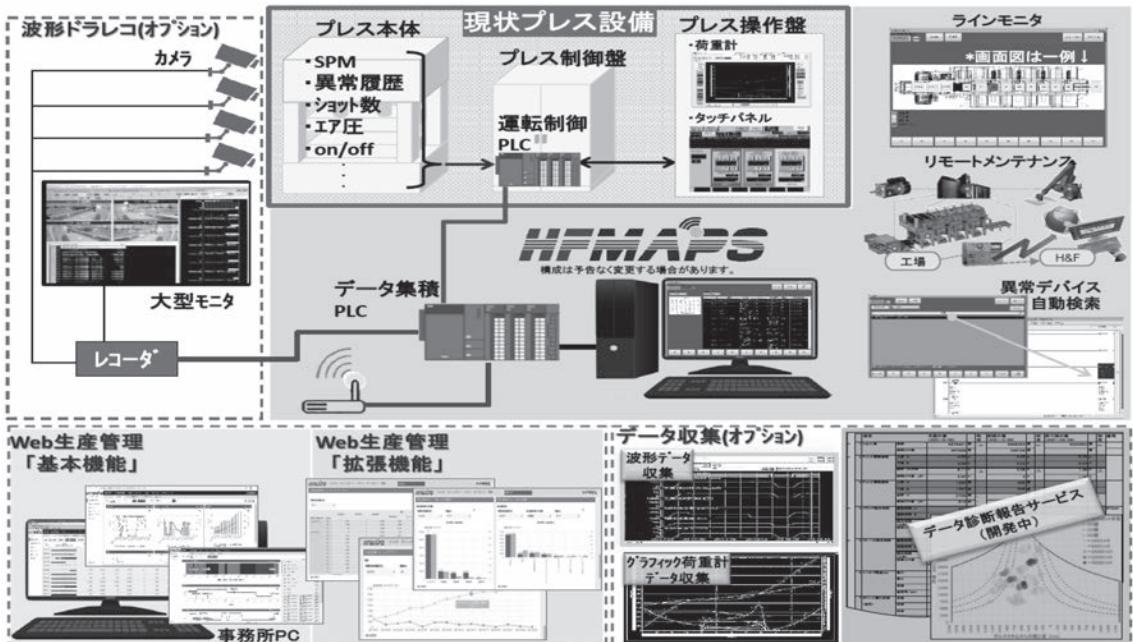 波形ドラレコ(オプション)
カメラ
大型モニタ
レコーダ
現状プレス設備
プレス本体
・SPM
・異常履歴
・ショット数
・エア圧
・on/off
プレス制御盤
運転制御
PLC
プレス操作盤
・荷重計
・タッチパネル
HFMAPS
構成は予告なく変更する場合があります。
データ集積
PLC
ラインモニタ
*画面図は一例↓
リモートメンテナンス
工場
H&F
異常デバイス
自動検索
Web生産管理
「基本機能」
事務所PC
Web生産管理
「拡張機能」
データ収集(オプション)
波形データ
収集
グラフィック荷重計
データ収集
データ診断報告サービス
(開発中)